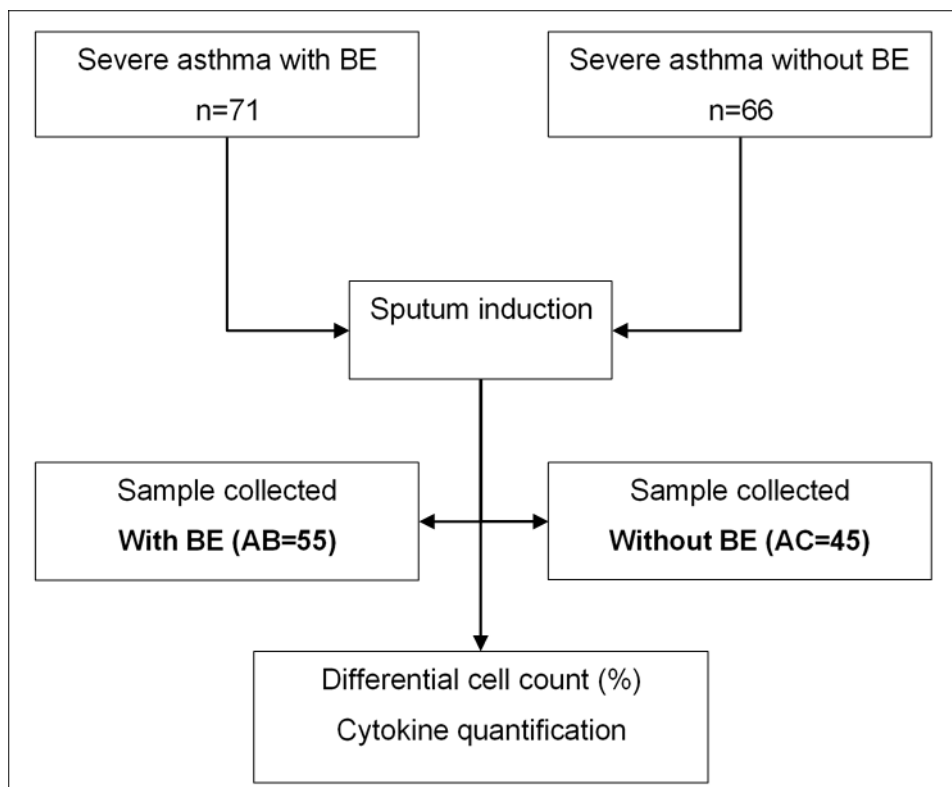 Severe asthma with BE
n=71
Severe asthma without BE
n=66
Sputum induction
Sample collected
With BE (AB=55)
Sample collected
Without BE (AC=45)
Differential cell count (%)
Cytokine quantification